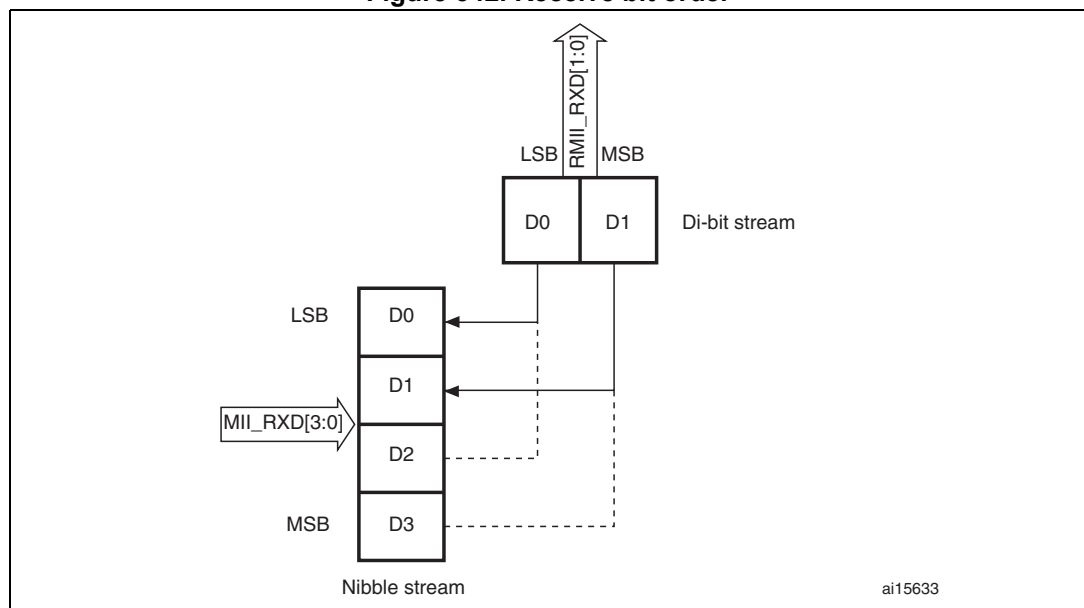 RMII_RXD[1:0]
LSB MSB
D0 D1 Di-bit stream
LSB D0
D1
MII_RXD[3:0]
D2
MSB D3
Nibble stream
ai15633